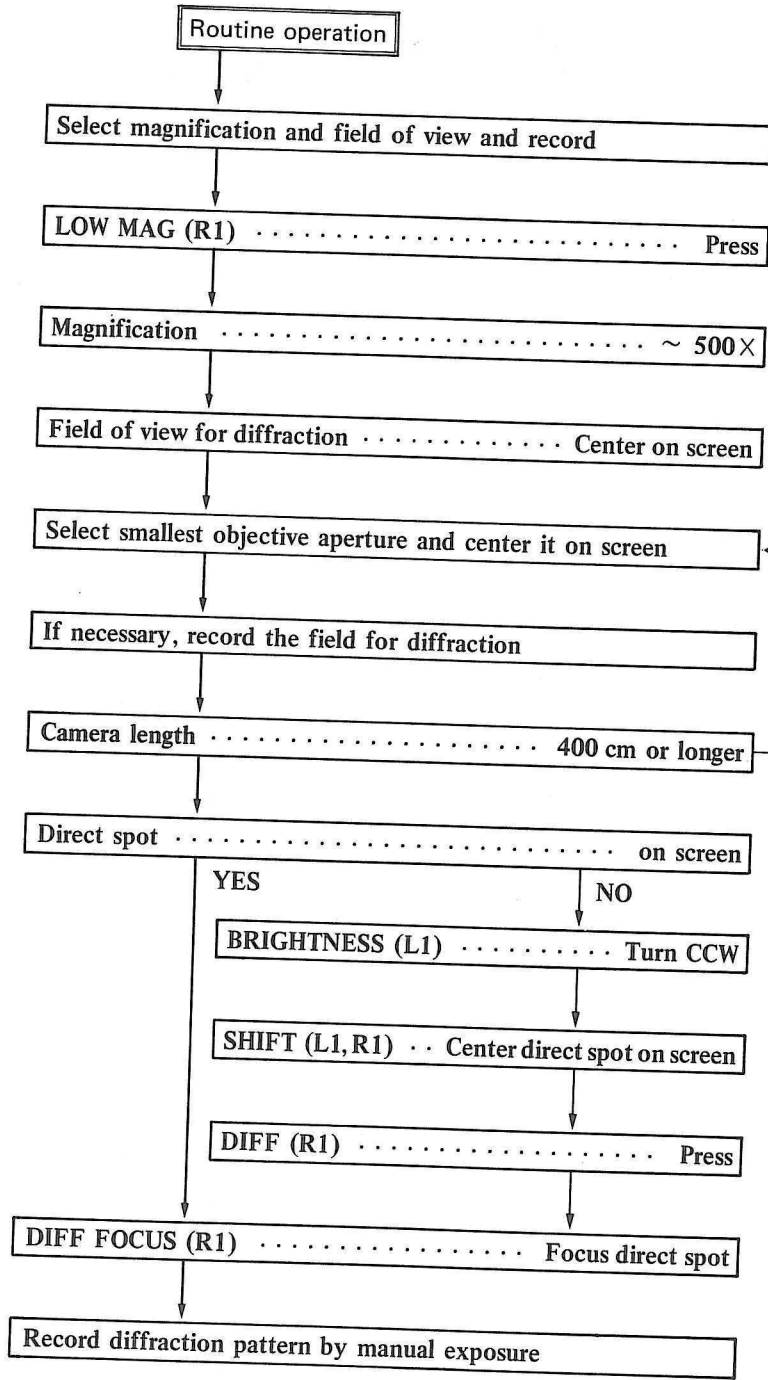 Routine operation
Select magnification and field of view and record
LOW MAG (R1) . . . . . . . . . . . . . . . . . . . . . . . . . . . . Press
Magnification . . . . . . . . . . . . . . . . . . . . . . . . . . . . ~ 500×
Field of view for diffraction . . . . . . . . . . . . . Center on screen
Select smallest objective aperture and center it on screen
If necessary, record the field for diffraction
Camera length . . . . . . . . . . . . . . . . . . . . . . 400 cm or longer
Direct spot . . . . . . . . . . . . . . . . . . . . . . . . . . . . . on screen
YES NO
BRIGHTNESS (L1) . . . . . . . . . . Turn CCW
SHIFT (L1, R1) . . Center direct spot on screen
DIFF (R1) . . . . . . . . . . . . . . . . . . . . Press
DIFF FOCUS (R1) . . . . . . . . . . . . . . . . . Focus direct spot
Record diffraction pattern by manual exposure